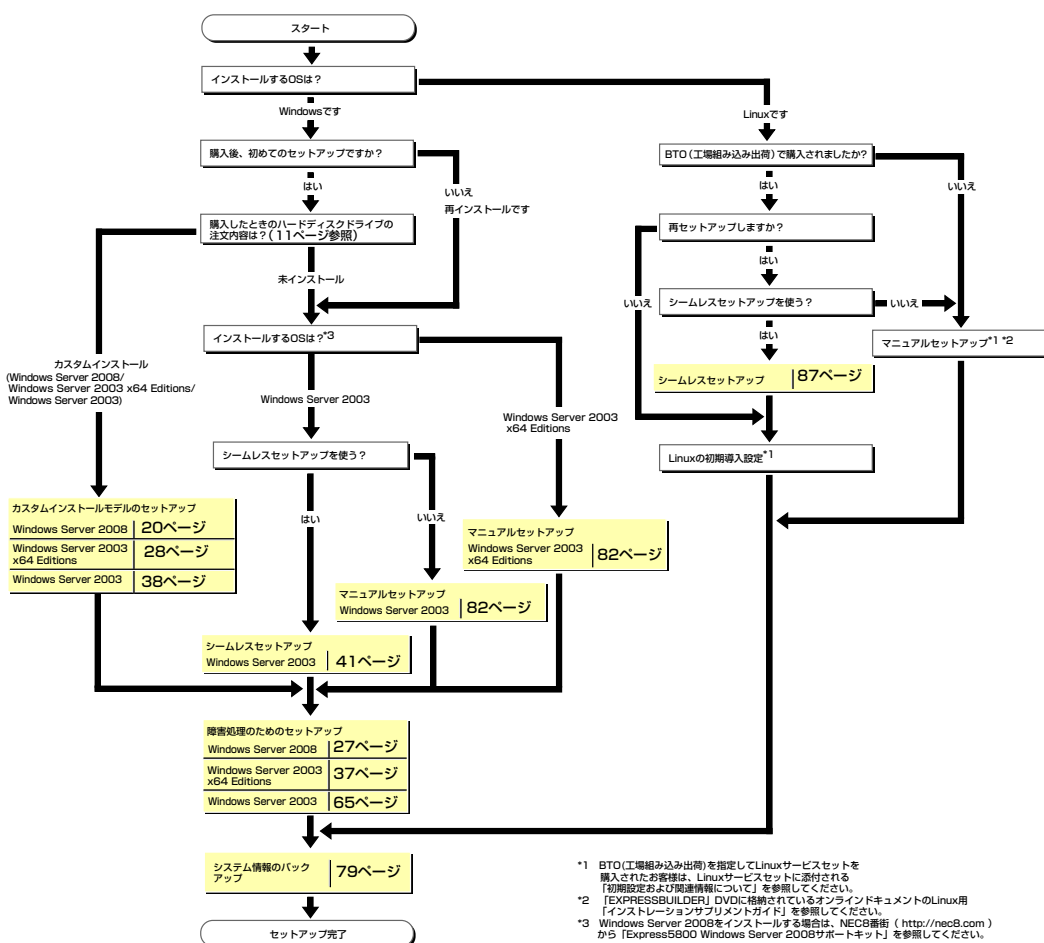 スタート
インストールするOSは？
Windowsです
Linuxです
購入後、初めてのセットアップですか？
BTO（工場組み込み出荷）で購入されましたか?
はい
いいえ
再インストールです
はい
いいえ
購入したときのハードディスクドライブの
注文内容は？(11ページ参照)
再セットアップしますか？
未インストール
はい
いいえ
シームレスセットアップを使う？
いいえ
インストールするOSは？*3
はい
マニュアルセットアップ*1 *2
カスタムインストール
(Windows Server 2008/
Windows Server 2003 x64 Editions/
Windows Server 2003)
シームレスセットアップ 87ページ
Windows Server 2003
Windows Server 2003
x64 Editions
シームレスセットアップを使う？
Linuxの初期導入設定*1
はい
いいえ
カスタムインストールモデルのセットアップ
Windows Server 2008 20ページ
Windows Server 2003
x64 Editions 28ページ
Windows Server 2003 38ページ
マニュアルセットアップ
Windows Server 2003
x64 Editions 82ページ
マニュアルセットアップ
Windows Server 2003 82ページ
シームレスセットアップ
Windows Server 2003 41ページ
障害処理のためのセットアップ
Windows Server 2008 27ページ
Windows Server 2003
x64 Editions 37ページ
Windows Server 2003 65ページ
システム情報のバック
アップ 79ページ
セットアップ完了
*1 BTO(工場組み込み出荷)を指定してLinuxサービスセットを
購入されたお客様は、Linuxサービスセットに添付される
「初期設定および関連情報について」を参照してください。
*2 「EXPRESSBUILDER」DVDに格納されているオンラインドキュメントのLinux用
「インストレーションサプリメントガイド」を参照してください。
*3 Windows Server 2008をインストールする場合は、NEC8番街（ http://nec8.com ）
から「Express5800 Windows Server 2008サポートキット」を参照してください。